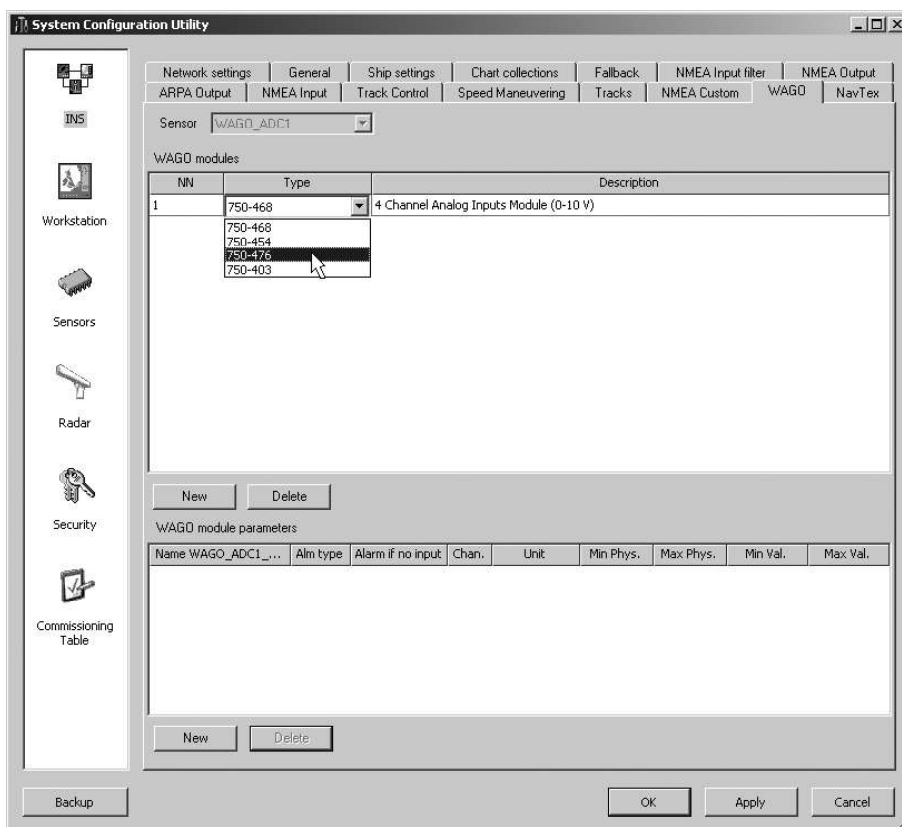 System Configuration Utility
INS
Workstation
Sensors
Radar
Security
Commissioning
Table
Network settings General Ship settings Chart collections Fallback NMEA Input filter NMEA Output
ARPA Output NMEA Input Track Control Speed Maneuvering Tracks NMEA Custom WAGO NavTex
Sensor WAGO_ADC1
WAGO modules
NN Type Description
1 750-468 4 Channel Analog Inputs Module (0-10 V)
750-468
750-454
750-476
750-403
New Delete
WAGO module parameters
Name WAGO_ADC1_... Alm type Alarm if no input Chan. Unit Min Phys. Max Phys. Min Val. Max Val.
New Delete
Backup OK Apply Cancel